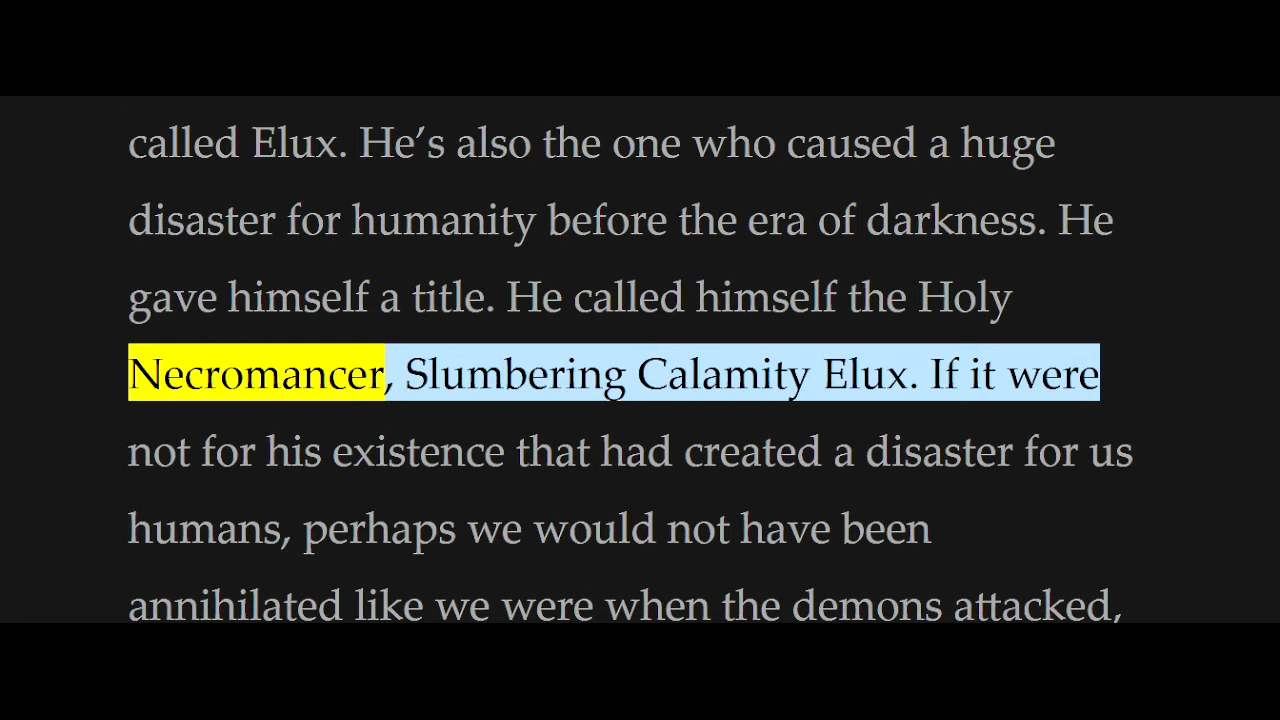 called Elux. He’s also the one who caused a huge
disaster for humanity before the era of darkness. He
gave himself a title. He called himself the Holy
Necromancer, Slumbering Calamity Elux. If it were
not for his existence that had created a disaster for us
humans, perhaps we would not have been
annihilated like we were when the demons attacked,